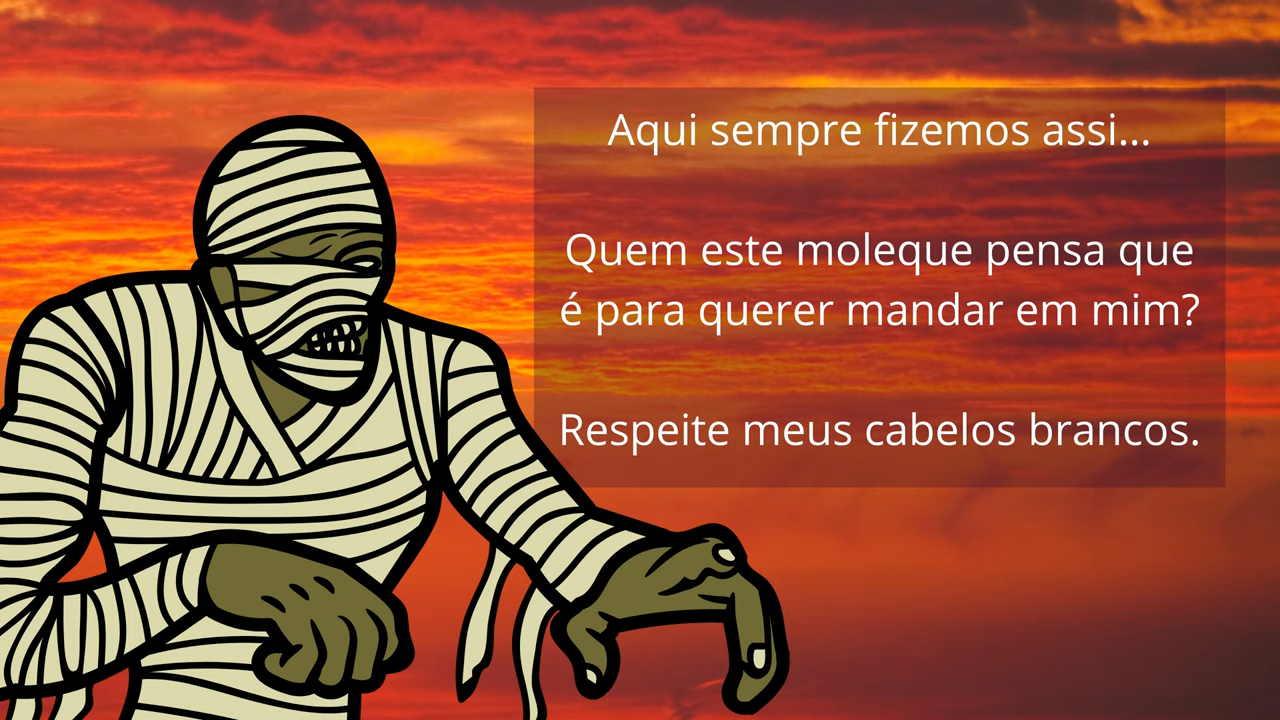 Aqui sempre fizemos assi...
Quem este moleque pensa que
é para querer mandar em mim?
Respeite meus cabelos brancos.